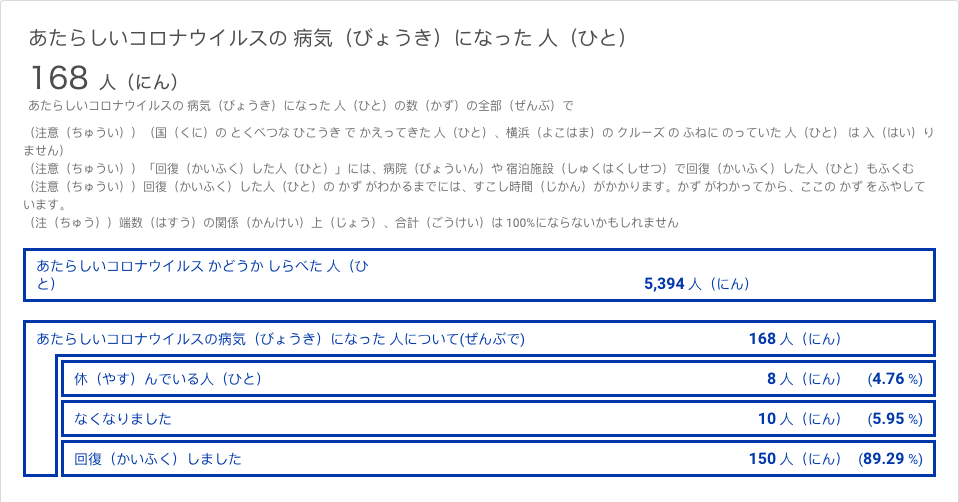 あたらしいコロナウイルスの 病気（びょうき）になった 人（ひと）
168 人（にん）
あたらしいコロナウイルスの 病気（びょうき）になった 人（ひと）の数（かず）の全部（ぜんぶ）で
（注意（ちゅうい））（国（くに）の とくべつな ひこうき で かえってきた 人（ひと）、横浜（よこはま）の クルーズ の ふねに のっていた 人（ひと） は 入（はい）り
ません）
（注意（ちゅうい））「回復（かいふく）した人（ひと）」には、病院（びょういん）や 宿泊施設（しゅくはくしせつ）で回復（かいふく）した人（ひと）もふくむ
（注意（ちゅうい））回復（かいふく）した人（ひと）の かず がわかるまでには、すこし時間（じかん）がかかります。かず がわかってから、ここの かず をふやして
います。
（注（ちゅう））端数（はすう）の関係（かんけい）上（じょう）、合計（ごうけい）は 100%にならないかもしれません
あたらしいコロナウイルス かどうか しらべた 人（ひ
と） 5,394 人（にん）
あたらしいコロナウイルスの病気（びょうき）になった 人について(ぜんぶで) 168 人（にん）
休（やす）んでいる人（ひと） 8 人（にん） (4.76 %)
なくなりました 10 人（にん） (5.95 %)
回復（かいふく）しました 150 人（にん） (89.29 %)